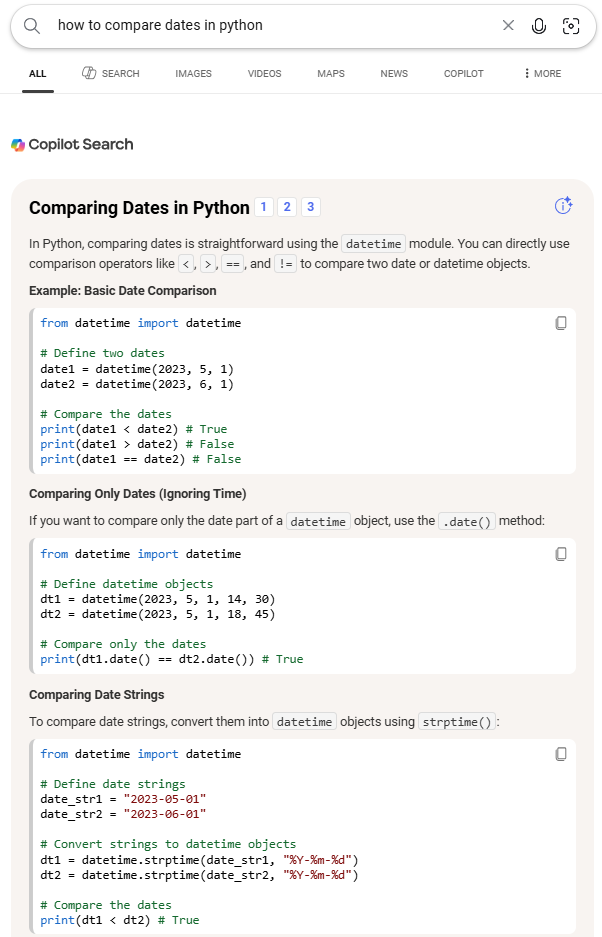 how to compare dates in python
ALL SEARCH IMAGES VIDEOS MAPS NEWS COPILOT MORE
Copilot Search
Comparing Dates in Python 1 2 3
In Python, comparing dates is straightforward using the datetime module. You can directly use
comparison operators like <, >, ==, and != to compare two date or datetime objects.
Example: Basic Date Comparison
from datetime import datetime
# Define two dates
date1 = datetime(2023, 5, 1)
date2 = datetime(2023, 6, 1)
# Compare the dates
print(date1 < date2) # True
print(date1 > date2) # False
print(date1 == date2) # False
Comparing Only Dates (Ignoring Time)
If you want to compare only the date part of a datetime object, use the .date() method:
from datetime import datetime
# Define datetime objects
dt1 = datetime(2023, 5, 1, 14, 30)
dt2 = datetime(2023, 5, 1, 18, 45)
# Compare only the dates
print(dt1.date() == dt2.date()) # True
Comparing Date Strings
To compare date strings, convert them into datetime objects using strptime():
from datetime import datetime
# Define date strings
date_str1 = "2023-05-01"
date_str2 = "2023-06-01"
# Convert strings to datetime objects
dt1 = datetime.strptime(date_str1, "%Y-%m-%d")
dt2 = datetime.strptime(date_str2, "%Y-%m-%d")
# Compare the dates
print(dt1 < dt2) # True